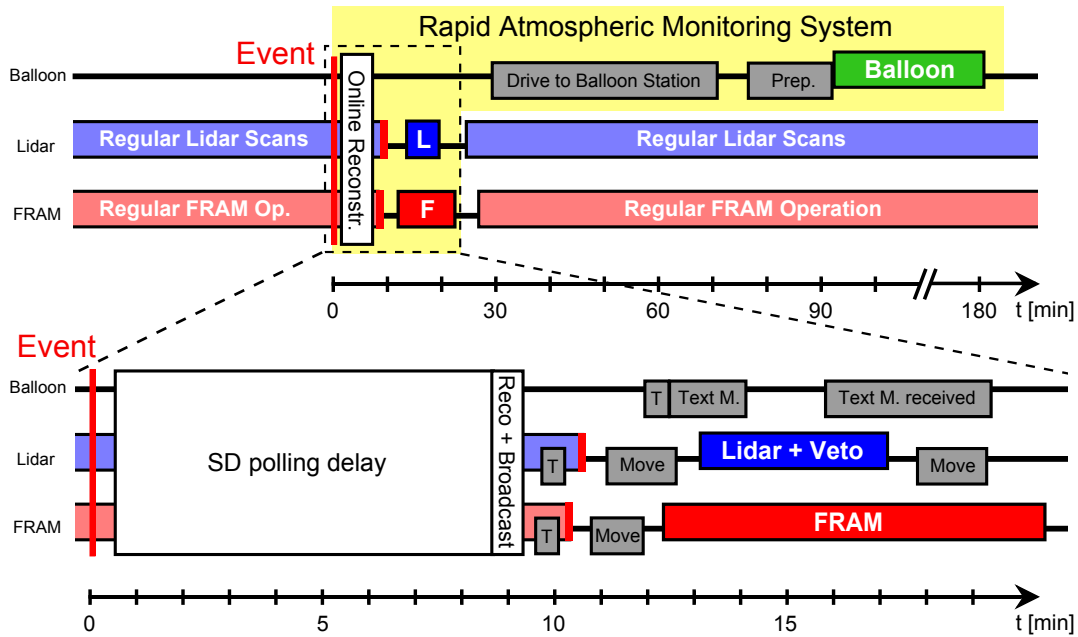 Rapid Atmospheric Monitoring System
Event
Balloon
Online Reconstr.
Drive to Balloon Station
Prep.
Balloon
Lidar
Regular Lidar Scans
L
Regular Lidar Scans
FRAM
Regular FRAM Op.
F
Regular FRAM Operation
0 30 60 90 180 t [min]
Event
Balloon
SD polling delay
Reco + Broadcast
T
Text M.
Text M. received
Lidar
T
Move
Lidar + Veto
Move
FRAM
T
Move
FRAM
0 5 10 15 t [min]